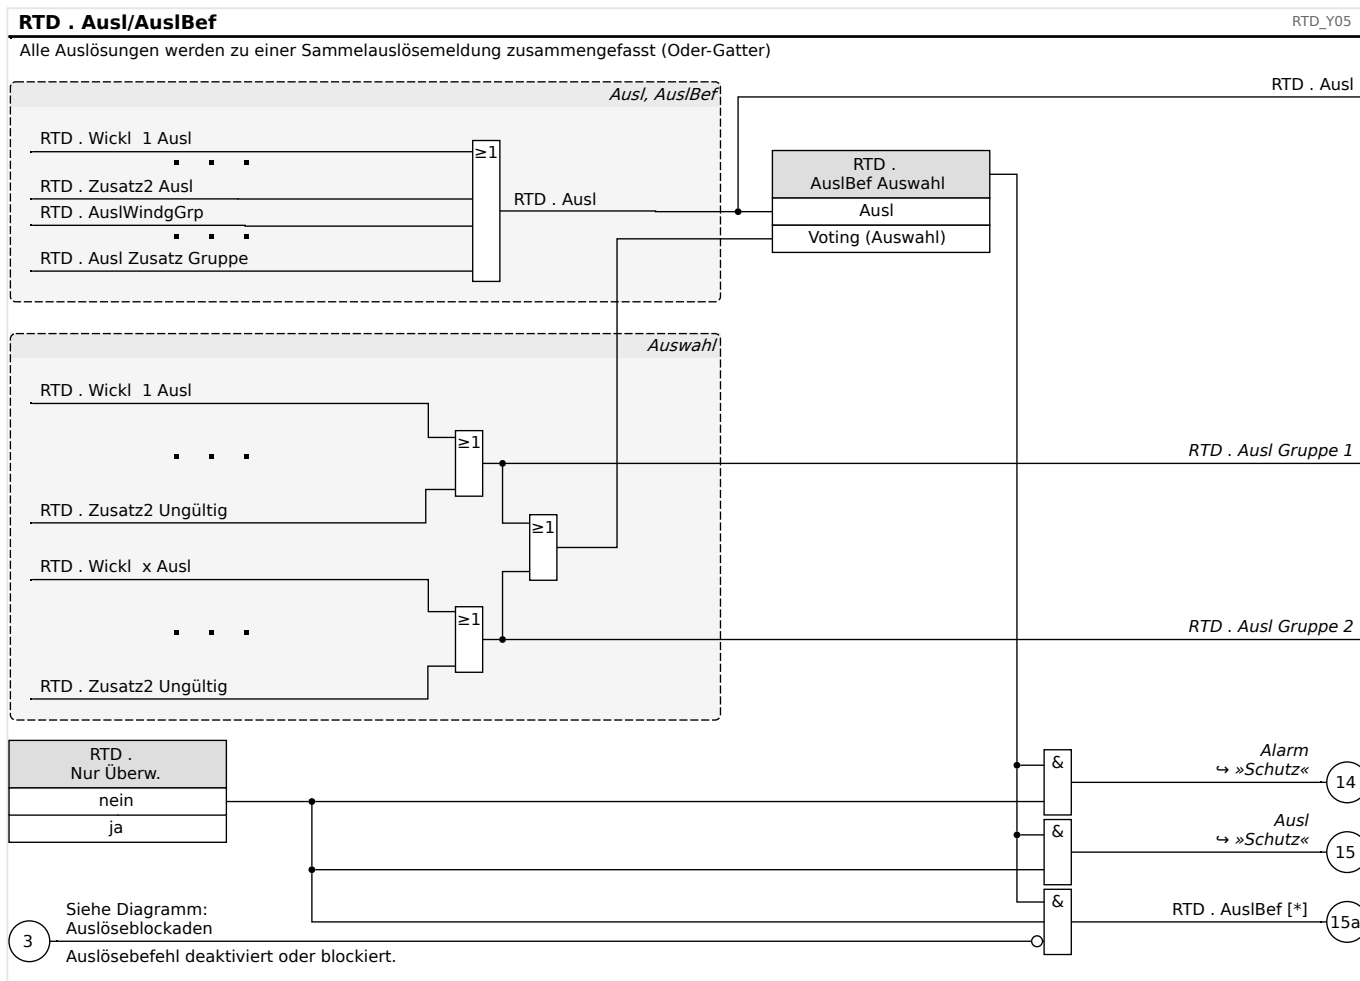 RTD . Ausl/AuslBef
RTD_Y05
Alle Auslösungen werden zu einer Sammelauslösemeldung zusammengefasst (Oder-Gatter)
RTD . Ausl
Ausl, AuslBef
RTD . Wickl  1 Ausl
≥1
RTD .
AuslBef Auswahl
RTD . Zusatz2 Ausl
RTD . Ausl
Ausl
RTD . AuslWindgGrp
Voting (Auswahl)
RTD . Ausl Zusatz Gruppe
Auswahl
RTD . Wickl  1 Ausl
≥1
RTD . Ausl Gruppe 1
RTD . Zusatz2 Ungültig
≥1
RTD . Wickl  x Ausl
≥1
RTD . Ausl Gruppe 2
RTD . Zusatz2 Ungültig
RTD .
Nur Überw.
nein
ja
&
Alarm
↪ »Schutz«
14
&
Ausl
↪ »Schutz«
15
&
RTD . AuslBef [*]
15a
Siehe Diagramm:
Auslöseblockaden
3
Auslösebefehl deaktiviert oder blockiert.